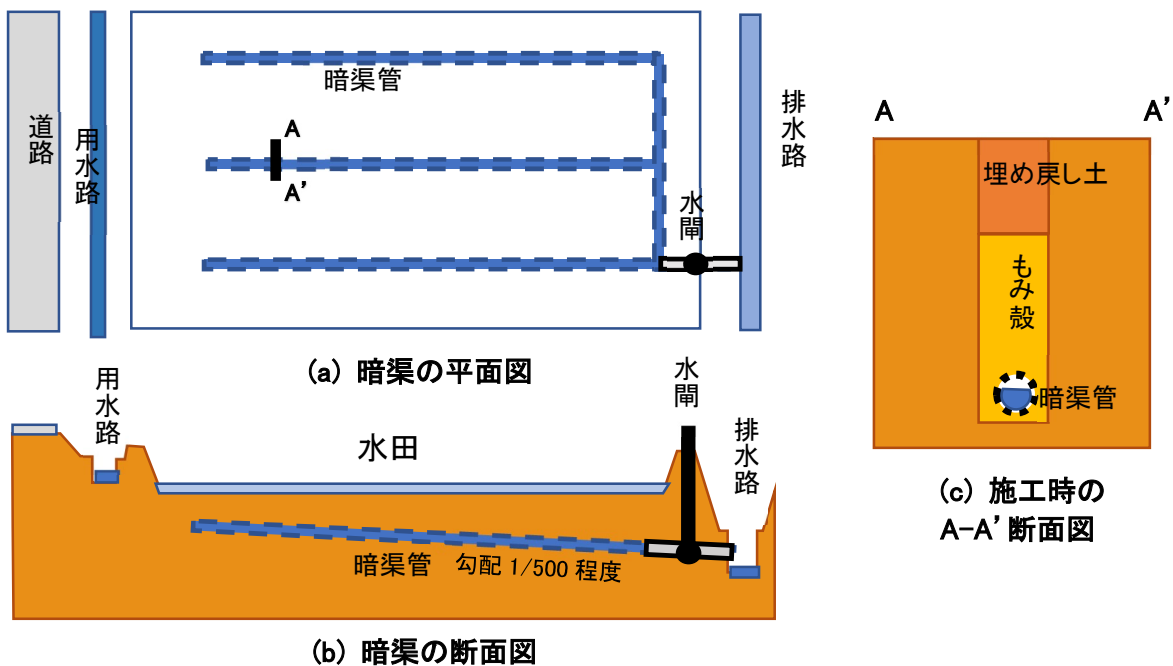 道路
用水路
暗渠管
A
A’
水閘
排水路
(a) 暗渠の平面図
用水路
水田
水閘
排水路
暗渠管 勾配 1/500 程度
(b) 暗渠の断面図
A
A’
埋め戻し土
もみ殻
暗渠管
(c) 施工時の
A-A’ 断面図